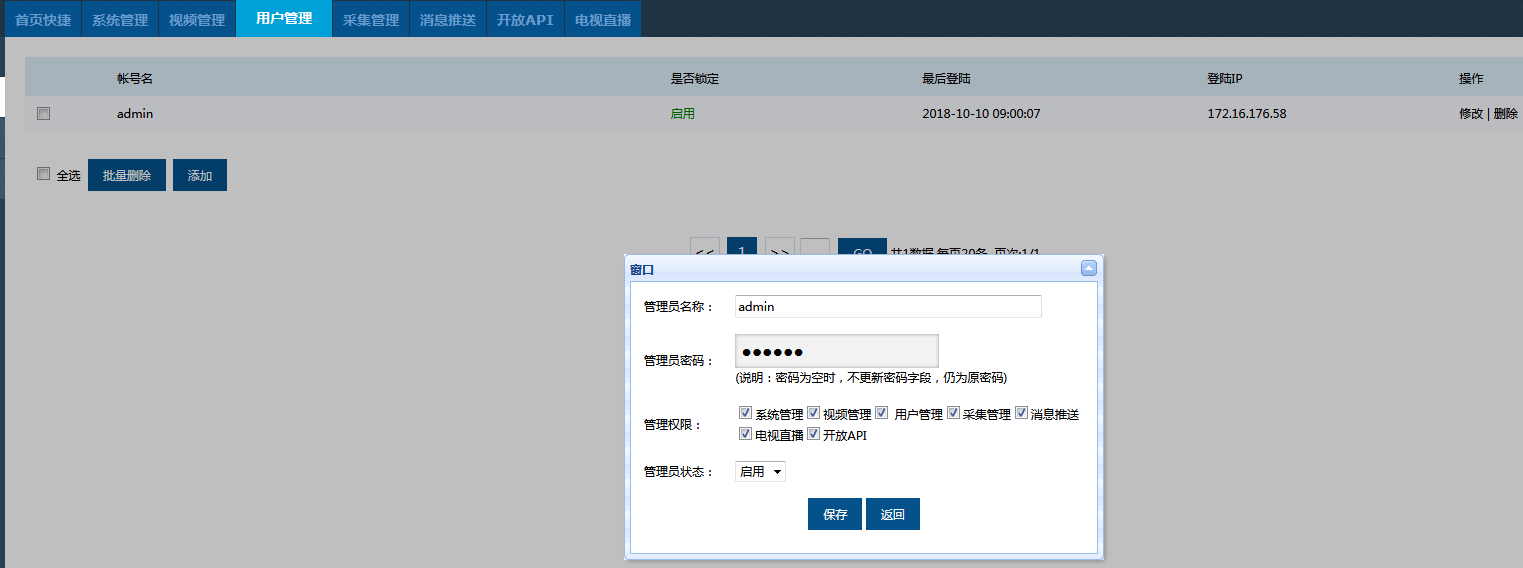 首页快捷 系统管理 视频管理 用户管理 采集管理 消息推送 开放API 电视直播
帐号名 是否锁定 最后登陆 登陆IP 操作
admin 启用 2018-10-10 09:00:07 172.16.176.58 修改 | 删除
全选 批量删除 添加
<< 1 >> GO 共1数据 每页20条 页次:1/1
窗口
管理员名称： admin
管理员密码： ●●●●●●
(说明：密码为空时，不更新密码字段，仍为原密码)
管理权限： 系统管理 视频管理 用户管理 采集管理 消息推送
电视直播 开放API
管理员状态： 启用
保存 返回